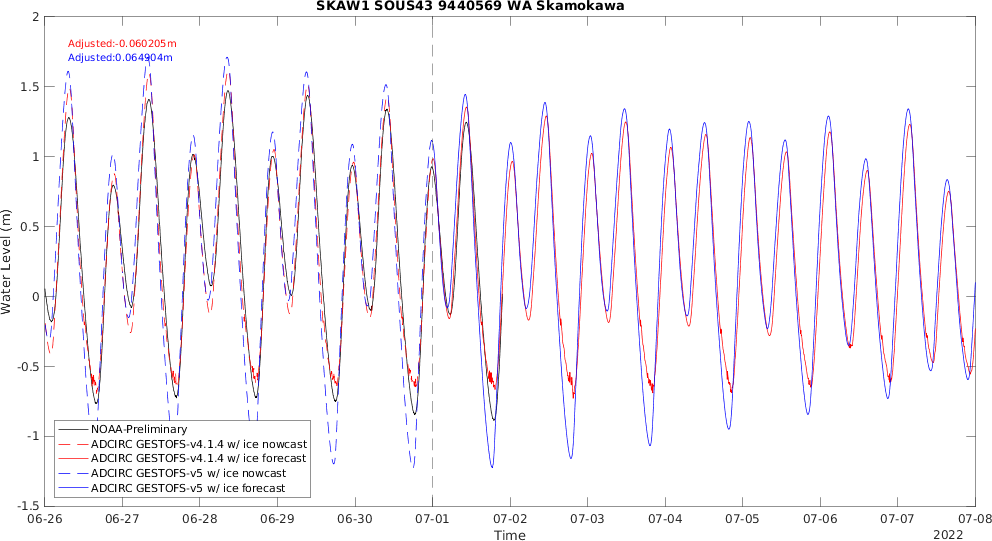 SKAW1 SOUS43 9440569 WA Skamokawa
Adjusted:-0.060205m
Adjusted:0.064904m
2
1.5
1
0.5
0
-0.5
-1
-1.5
Water Level (m)
NOAA-Preliminary
ADCIRC GESTOFS-v4.1.4 w/ ice nowcast
ADCIRC GESTOFS-v4.1.4 w/ ice forecast
ADCIRC GESTOFS-v5 w/ ice nowcast
ADCIRC GESTOFS-v5 w/ ice forecast
06-26 06-27 06-28 06-29 06-30 07-01 07-02 07-03 07-04 07-05 07-06 07-07 07-08
Time
2022